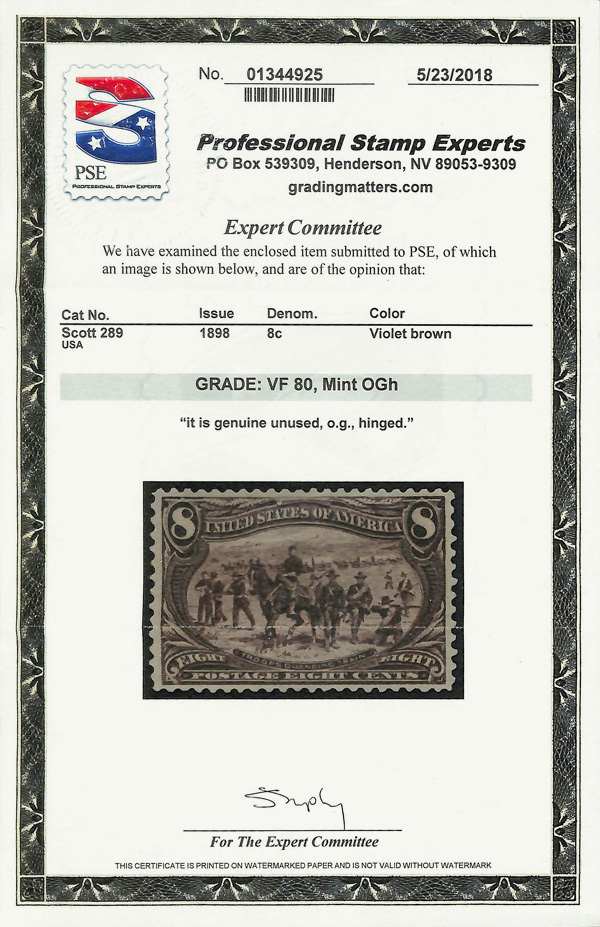 No. 01344925 5/23/2018
PSE
PROFESSIONAL STAMP EXPERTS
Professional Stamp Experts
PO Box 539309, Henderson, NV 89053-9309
gradingmatters.com
Expert Committee
We have examined the enclosed item submitted to PSE, of which
an image is shown below, and are of the opinion that:
Cat No. Issue Denom. Color
Scott 289 1898 8c Violet brown
USA
GRADE: VF 80, Mint OGh
“it is genuine unused, o.g., hinged.”
8 UNITED STATES OF AMERICA 8
TROOPS GUARDING TRAIN
EIGHT EIGHT
POSTAGE EIGHT CENTS
For The Expert Committee
THIS CERTIFICATE IS PRINTED ON WATERMARKED PAPER AND IS NOT VALID WITHOUT WATERMARK